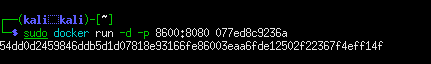 ┌──(kali㉿kali)-[~]
└─$ sudo docker run -d -p 8600:8080 077ed8c9236a
54dd0d2459846ddb5d1d07818e93166fe86003eaa6fde12502f22367f4eff14f